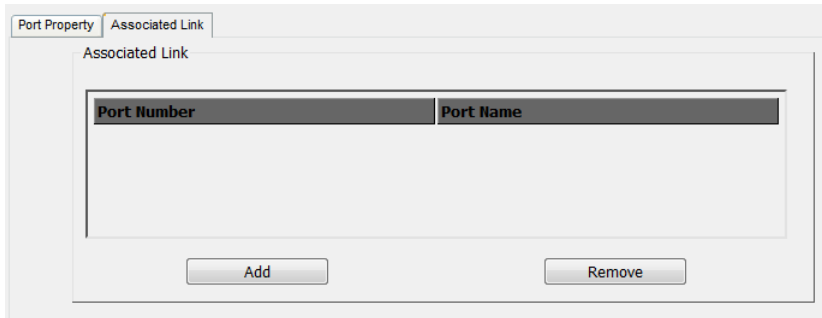 Port Property Associated Link
Associated Link
Port Number Port Name
Add Remove